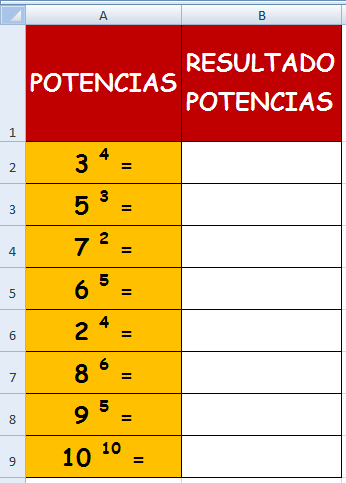 A B
1 POTENCIAS RESULTADO
POTENCIAS
2 3 ⁴ =
3 5 ³ =
4 7 ² =
5 6 ⁵ =
6 2 ⁴ =
7 8 ⁶ =
8 9 ⁵ =
9 10 ¹⁰ =